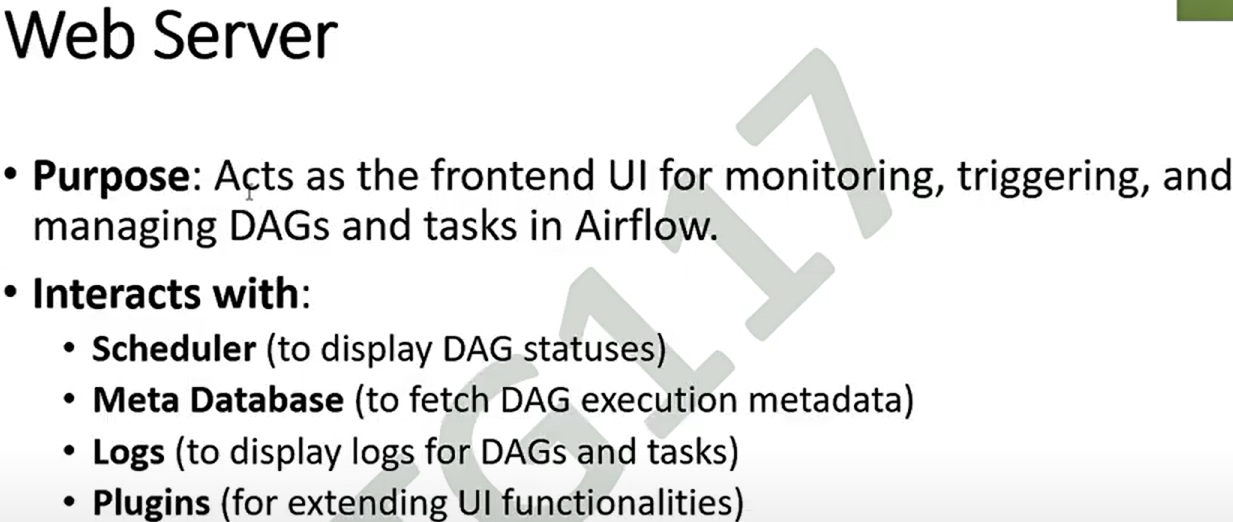 Web Server
• Purpose: Acts as the frontend UI for monitoring, triggering, and
managing DAGs and tasks in Airflow.
• Interacts with:
• Scheduler (to display DAG statuses)
• Meta Database (to fetch DAG execution metadata)
• Logs (to display logs for DAGs and tasks)
• Plugins (for extending UI functionalities)
G117